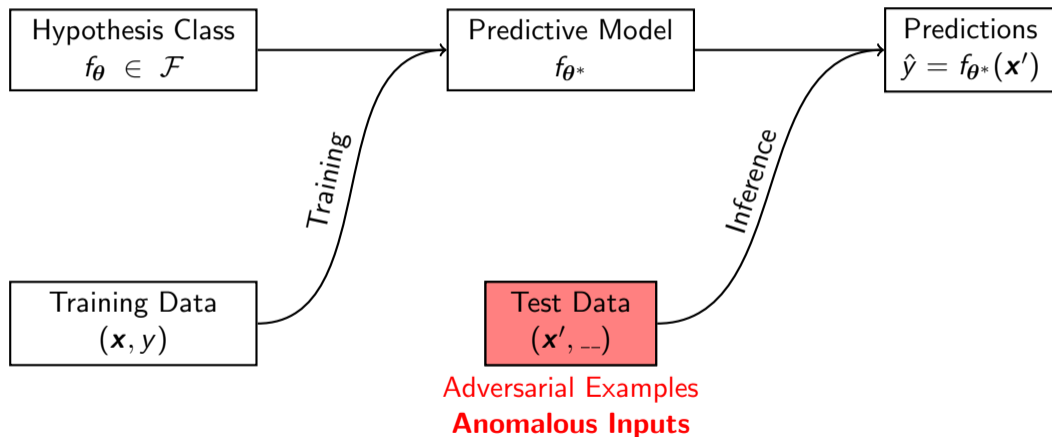 Hypothesis Class
f_θ ∈ ℱ
Predictive Model
f_θ*
Predictions
ŷ = f_θ*(x′)
Training
Inference
Training Data
(x, y)
Test Data
(x′, __)
Adversarial Examples
Anomalous Inputs